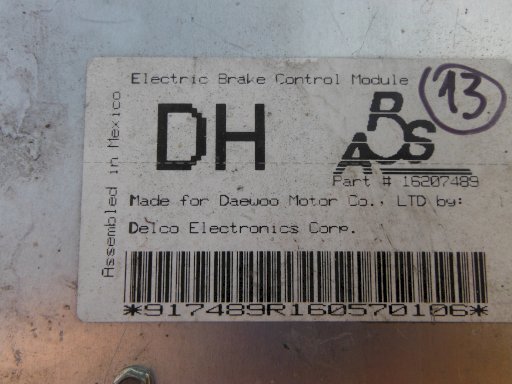 Electric Brake Control Module
13
DH
ABS
Part # 16207489
Made for Daewoo Motor Co., LTD by:
Delco Electronics Corp.
Assembled in Mexico
*917489R160570106*